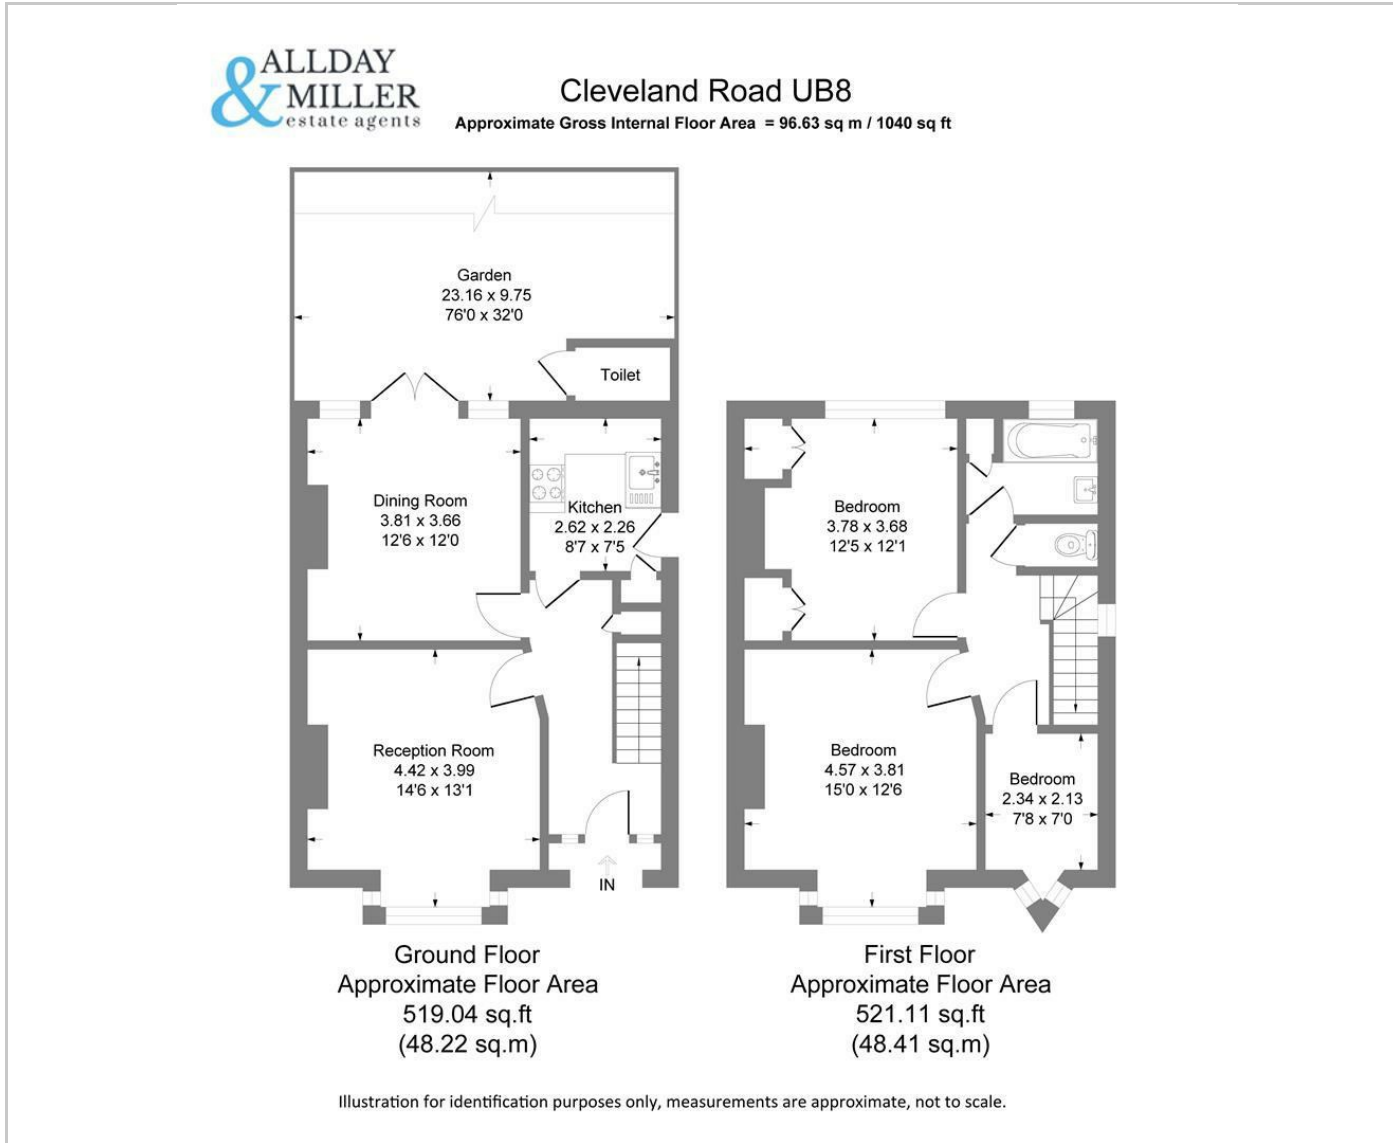 ALLDAY
& MILLER
estate agents
Cleveland Road UB8
Approximate Gross Internal Floor Area = 96.63 sq m / 1040 sq ft
Garden
23.16 x 9.75
76'0 x 32'0
Toilet
Dining Room
3.81 x 3.66
12'6 x 12'0
Kitchen
2.62 x 2.26
8'7 x 7'5
Reception Room
4.42 x 3.99
14'6 x 13'1
IN
Bedroom
3.78 x 3.68
12'5 x 12'1
Bedroom
4.57 x 3.81
15'0 x 12'6
Bedroom
2.34 x 2.13
7'8 x 7'0
Ground Floor
Approximate Floor Area
519.04 sq.ft
(48.22 sq.m)
First Floor
Approximate Floor Area
521.11 sq.ft
(48.41 sq.m)
Illustration for identification purposes only, measurements are approximate, not to scale.